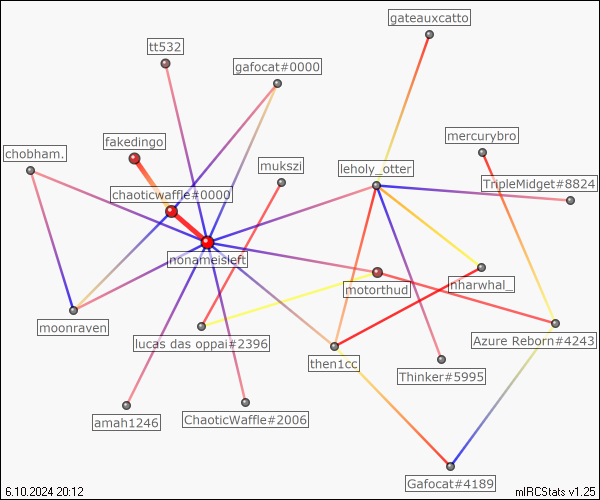 gateauxcatto
tt532
gafocat#0000
mercurybro
fakedingo
chobham.
mukszi
leholy_otter
TripleMidget#8824
chaoticwaffle#0000
nonameisleft
motorthud
nharwhal_
moonraven
lucas das oppai#2396
Azure Reborn#4243
then1cc
Thinker#5995
amah1246
ChaoticWaffle#2006
Gafocat#4189
6.10.2024 20:12
mIRCStats v1.25